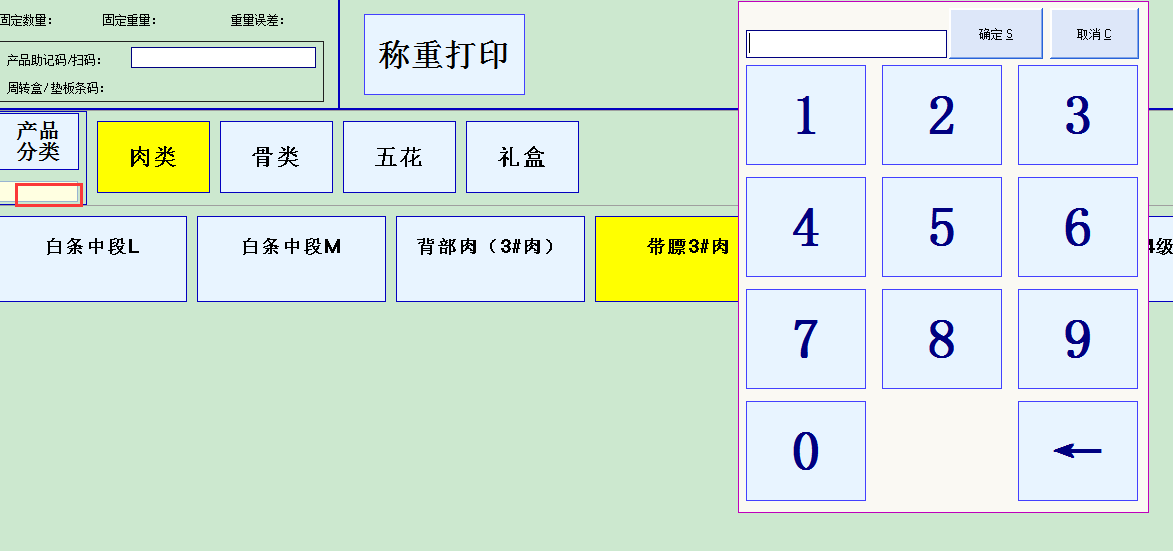 固定数量： 固定重量： 重量误差：
产品助记码/扫码：
周转盒/垫板条码：
称重打印
确定 S
取消 C
产品
分类
肉类
骨类
五花
礼盒
白条中段L
白条中段M
背部肉（3#肉）
带膘3#肉
4级
1 2 3
4 5 6
7 8 9
0 ←